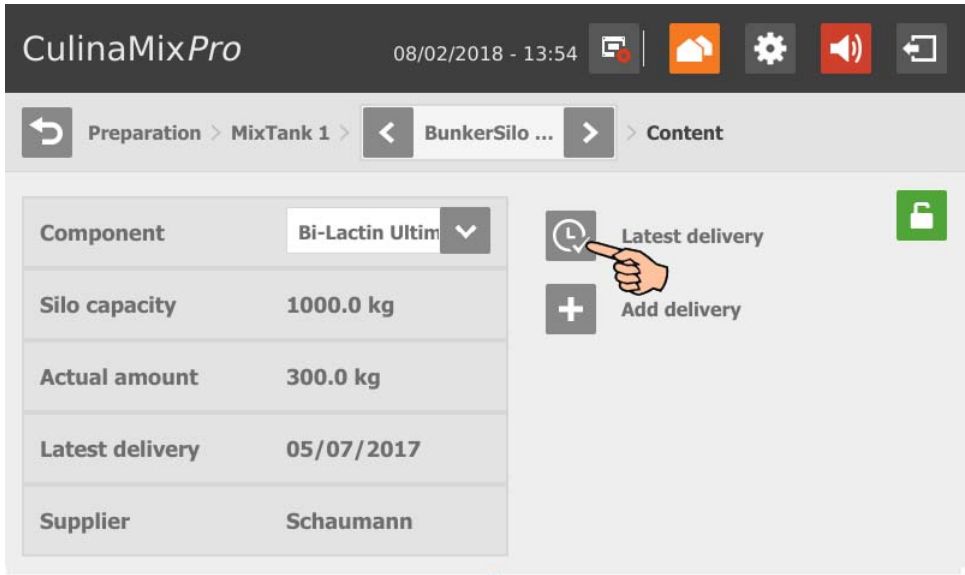 CulinaMixPro 08/02/2018 - 13:54
Preparation > MixTank 1 > BunkerSilo ... > Content
Component Bi-Lactin Ultim
Latest delivery
Silo capacity 1000.0 kg
Add delivery
Actual amount 300.0 kg
Latest delivery 05/07/2017
Supplier Schaumann